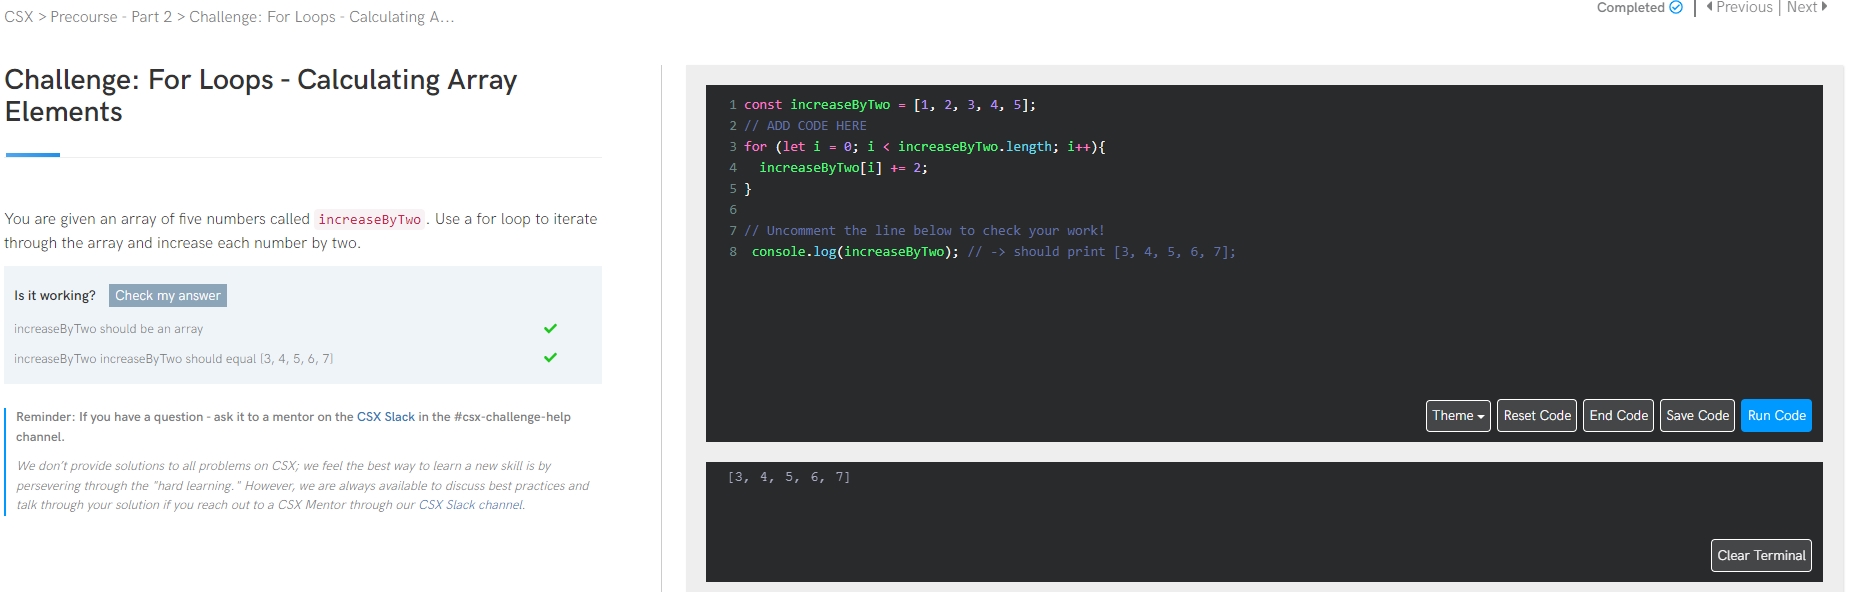 CSX > Precourse - Part 2 > Challenge: For Loops - Calculating A...
Completed | Previous | Next
Challenge: For Loops - Calculating Array
Elements
You are given an array of five numbers called increaseByTwo. Use a for loop to iterate
through the array and increase each number by two.
Is it working? Check my answer
increaseByTwo should be an array
increaseByTwo increaseByTwo should equal [3, 4, 5, 6, 7]
Reminder: If you have a question - ask it to a mentor on the CSX Slack in the #csx-challenge-help
channel.
We don't provide solutions to all problems on CSX; we feel the best way to learn a new skill is by
persevering through the "hard learning." However, we are always available to discuss best practices and
talk through your solution if you reach out to a CSX Mentor through our CSX Slack channel.
1 const increaseByTwo = [1, 2, 3, 4, 5];
2 // ADD CODE HERE
3 for (let i = 0; i < increaseByTwo.length; i++){
4   increaseByTwo[i] += 2;
5 }
6
7 // Uncomment the line below to check your work!
8  console.log(increaseByTwo); // -> should print [3, 4, 5, 6, 7];
Theme Reset Code End Code Save Code Run Code
[3, 4, 5, 6, 7]
Clear Terminal